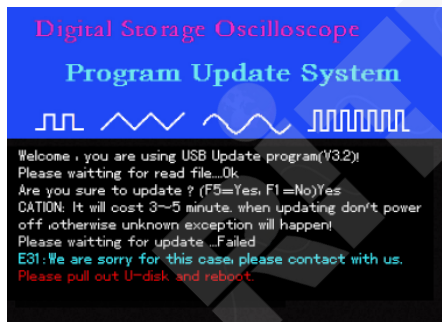 Digital Storage Oscilloscope
Program Update System
Welcome , you are using USB Update program(V3.2)!
Please waitting for read file....Ok
Are you sure to update ? (F5=Yes, F1=No)Yes
CATION: It will cost 3~5 minute. when updating don't power
off ,otherwise unknown exception will happen!
Please waitting for update ...Failed
E31:We are sorry for this case, please contact with us.
Please pull out U-disk and reboot.